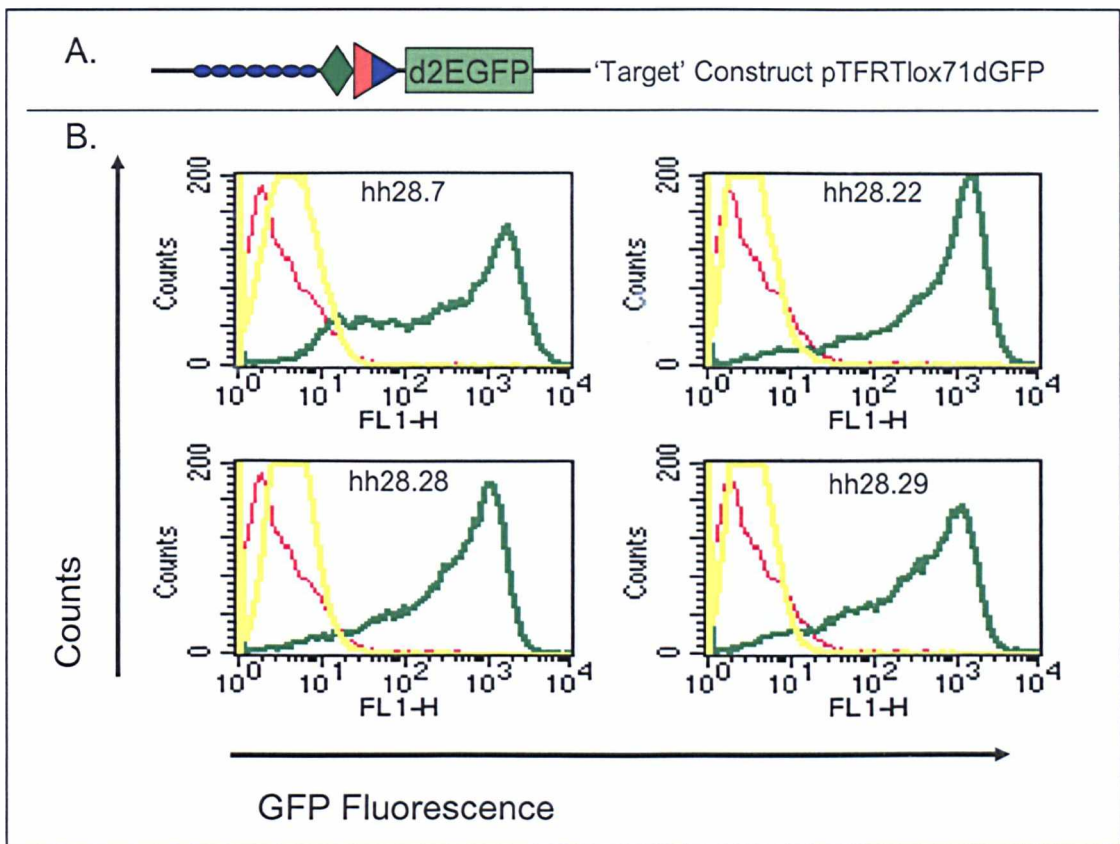 A.
d2EGFP
'Target' Construct pTFRTlox71dGFP
B.
Counts
hh28.7
200
Counts
0
10^0 10^1 10^2 10^3 10^4
FL1-H
hh28.22
200
Counts
0
10^0 10^1 10^2 10^3 10^4
FL1-H
hh28.28
200
Counts
0
10^0 10^1 10^2 10^3 10^4
FL1-H
hh28.29
200
Counts
0
10^0 10^1 10^2 10^3 10^4
FL1-H
GFP Fluorescence